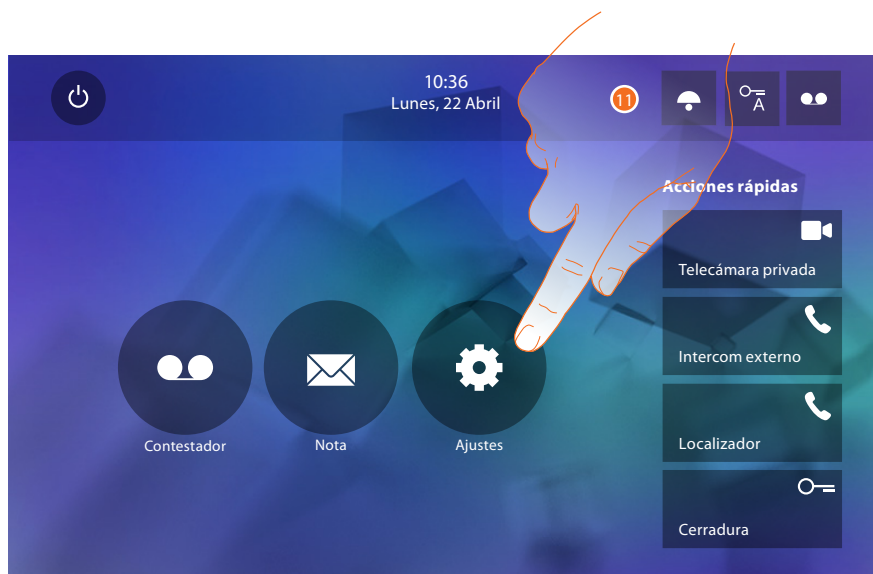 10:36
Lunes, 22 Abril
11
A
Acciones rápidas
Telecámara privada
Intercom externo
Localizador
Cerradura
Contestador
Nota
Ajustes